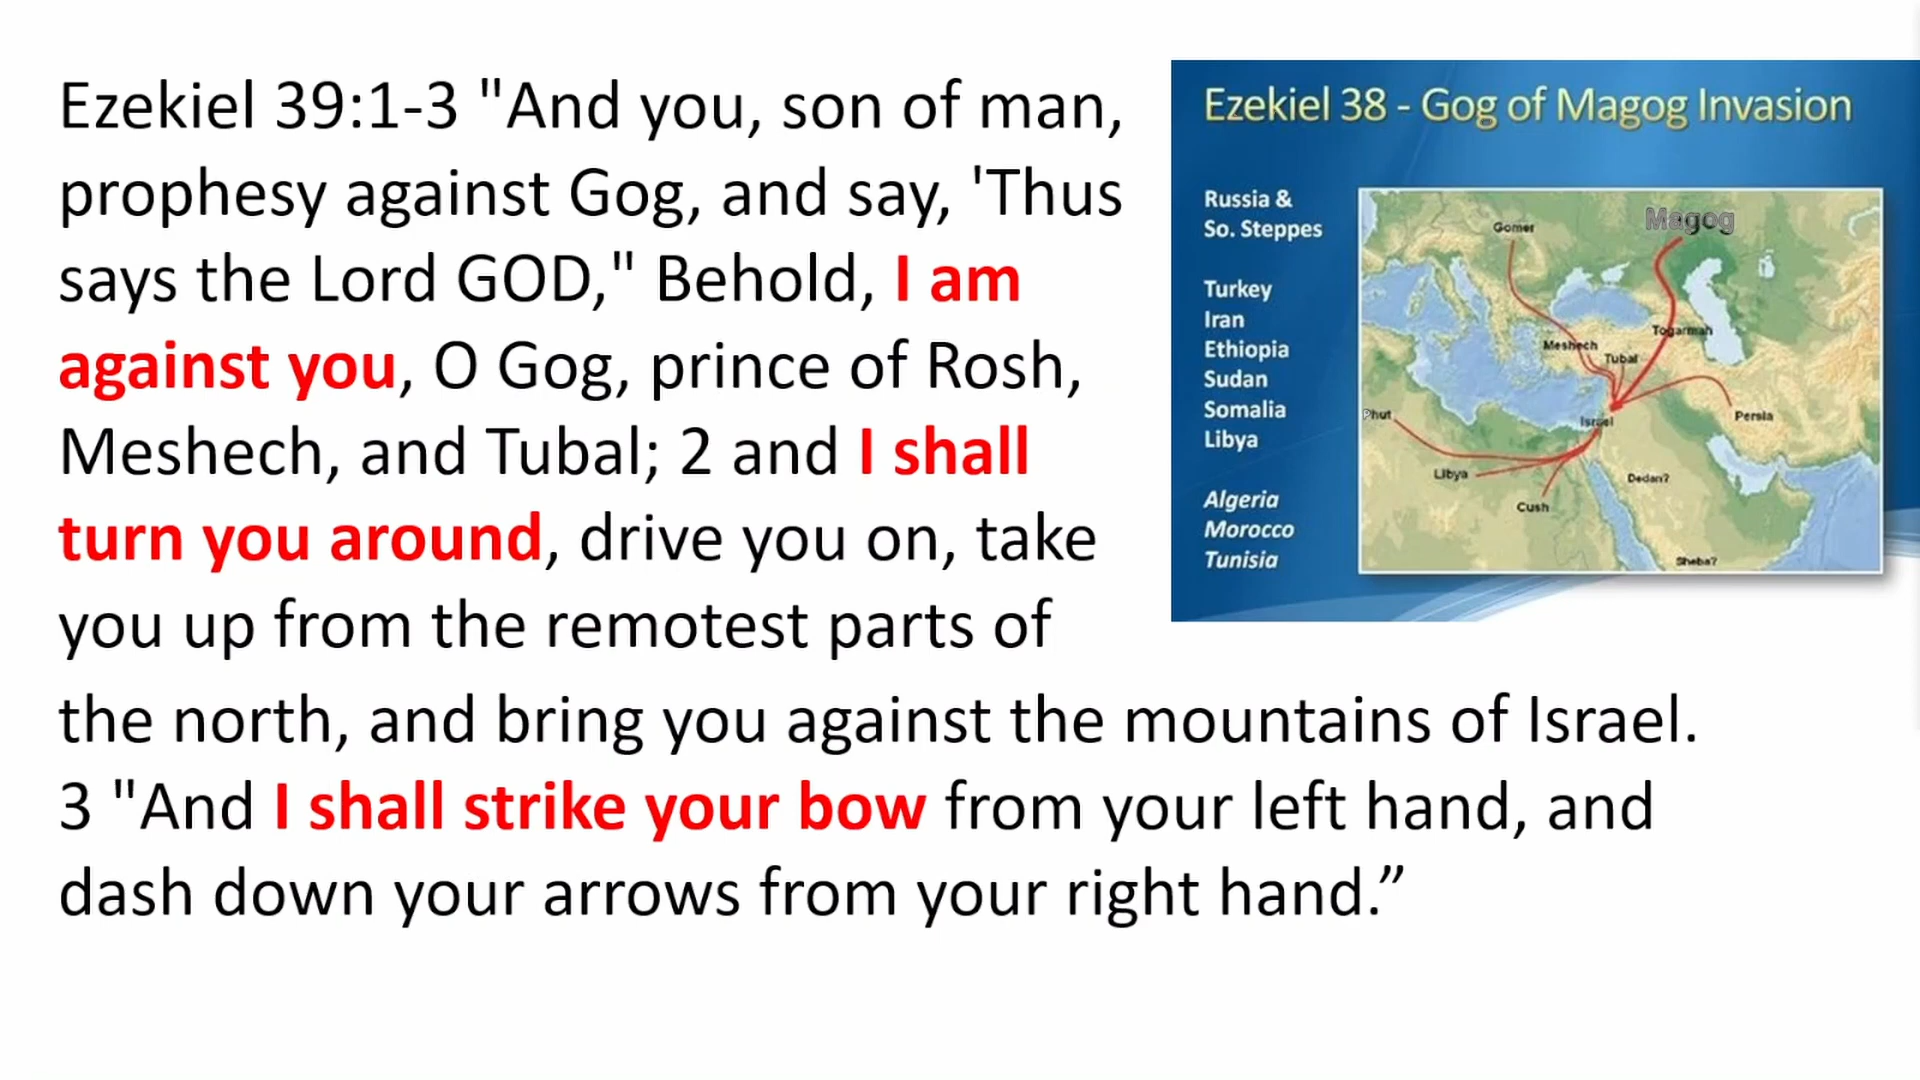 Ezekiel 39:1-3 "And you, son of man,
prophesy against Gog, and say, 'Thus
says the Lord GOD," Behold, I am
against you, O Gog, prince of Rosh,
Meshech, and Tubal; 2 and I shall
turn you around, drive you on, take
you up from the remotest parts of
the north, and bring you against the mountains of Israel.
3 "And I shall strike your bow from your left hand, and
dash down your arrows from your right hand.”
Ezekiel 38 - Gog of Magog Invasion
Russia &
So. Steppes
Turkey
Iran
Ethiopia
Sudan
Somalia
Libya
Algeria
Morocco
Tunisia
Magog
Gomer
Togarmah
Meshech
Tubal
Phut
Israel
Persia
Libya
Dedan?
Cush
Sheba?